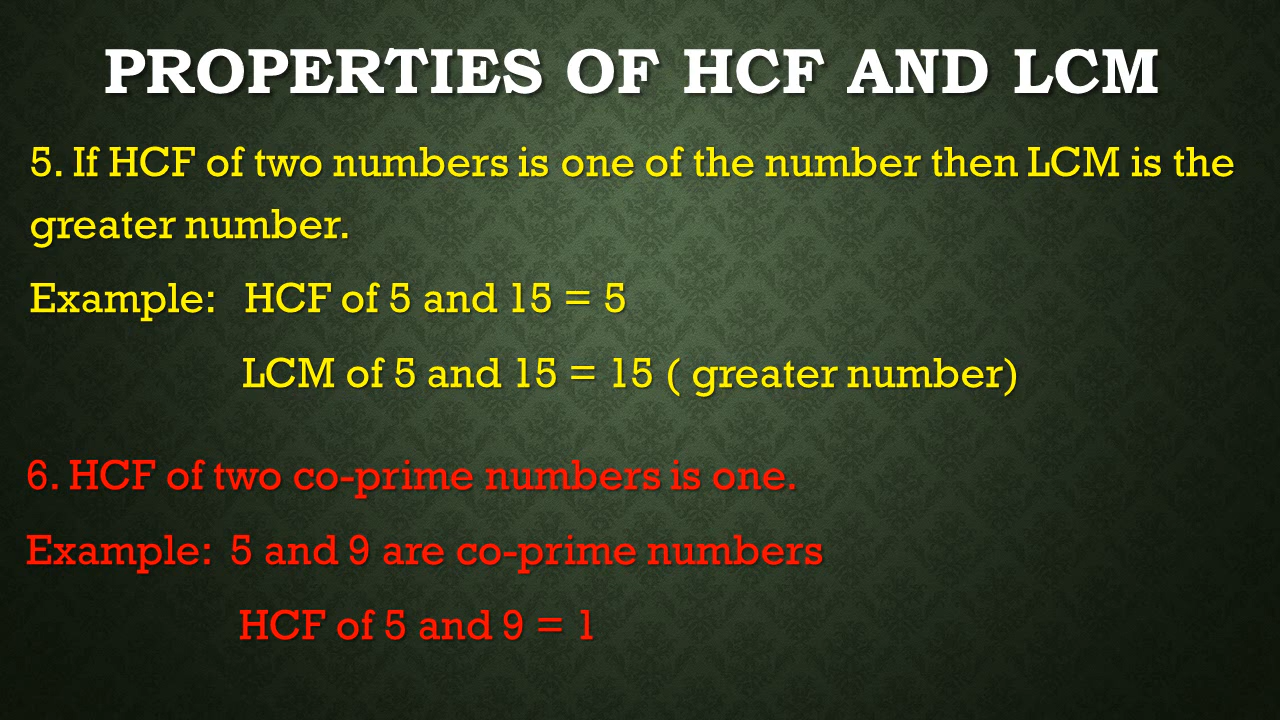 PROPERTIES OF HCF AND LCM
5. If HCF of two numbers is one of the number then LCM is the
greater number.
Example: HCF of 5 and 15 = 5
LCM of 5 and 15 = 15 ( greater number)
6. HCF of two co-prime numbers is one.
Example: 5 and 9 are co-prime numbers
HCF of 5 and 9 = 1